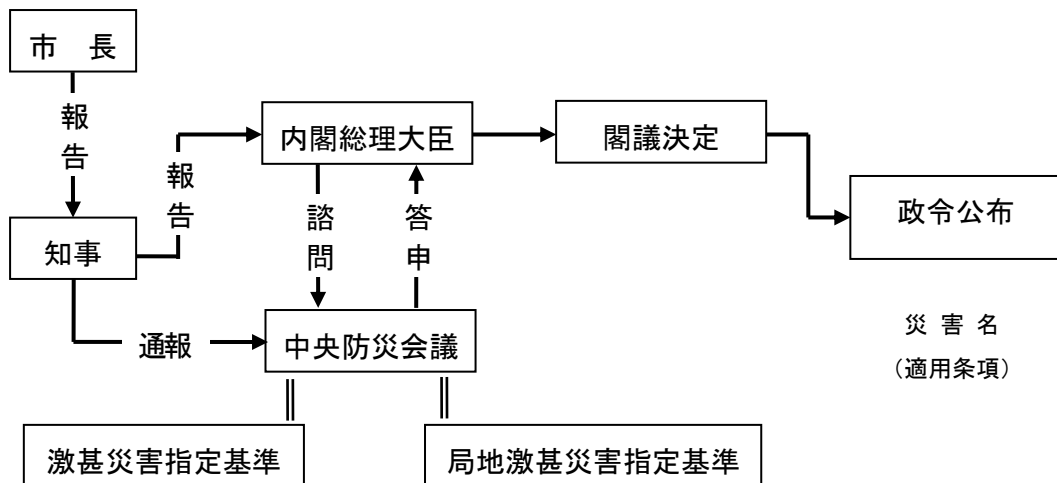 市　長
報告
報告
内閣総理大臣
閣議決定
政令公布
知事
諮問
答申
通報
中央防災会議
災 害 名
（適用条項）
激甚災害指定基準
局地激甚災害指定基準